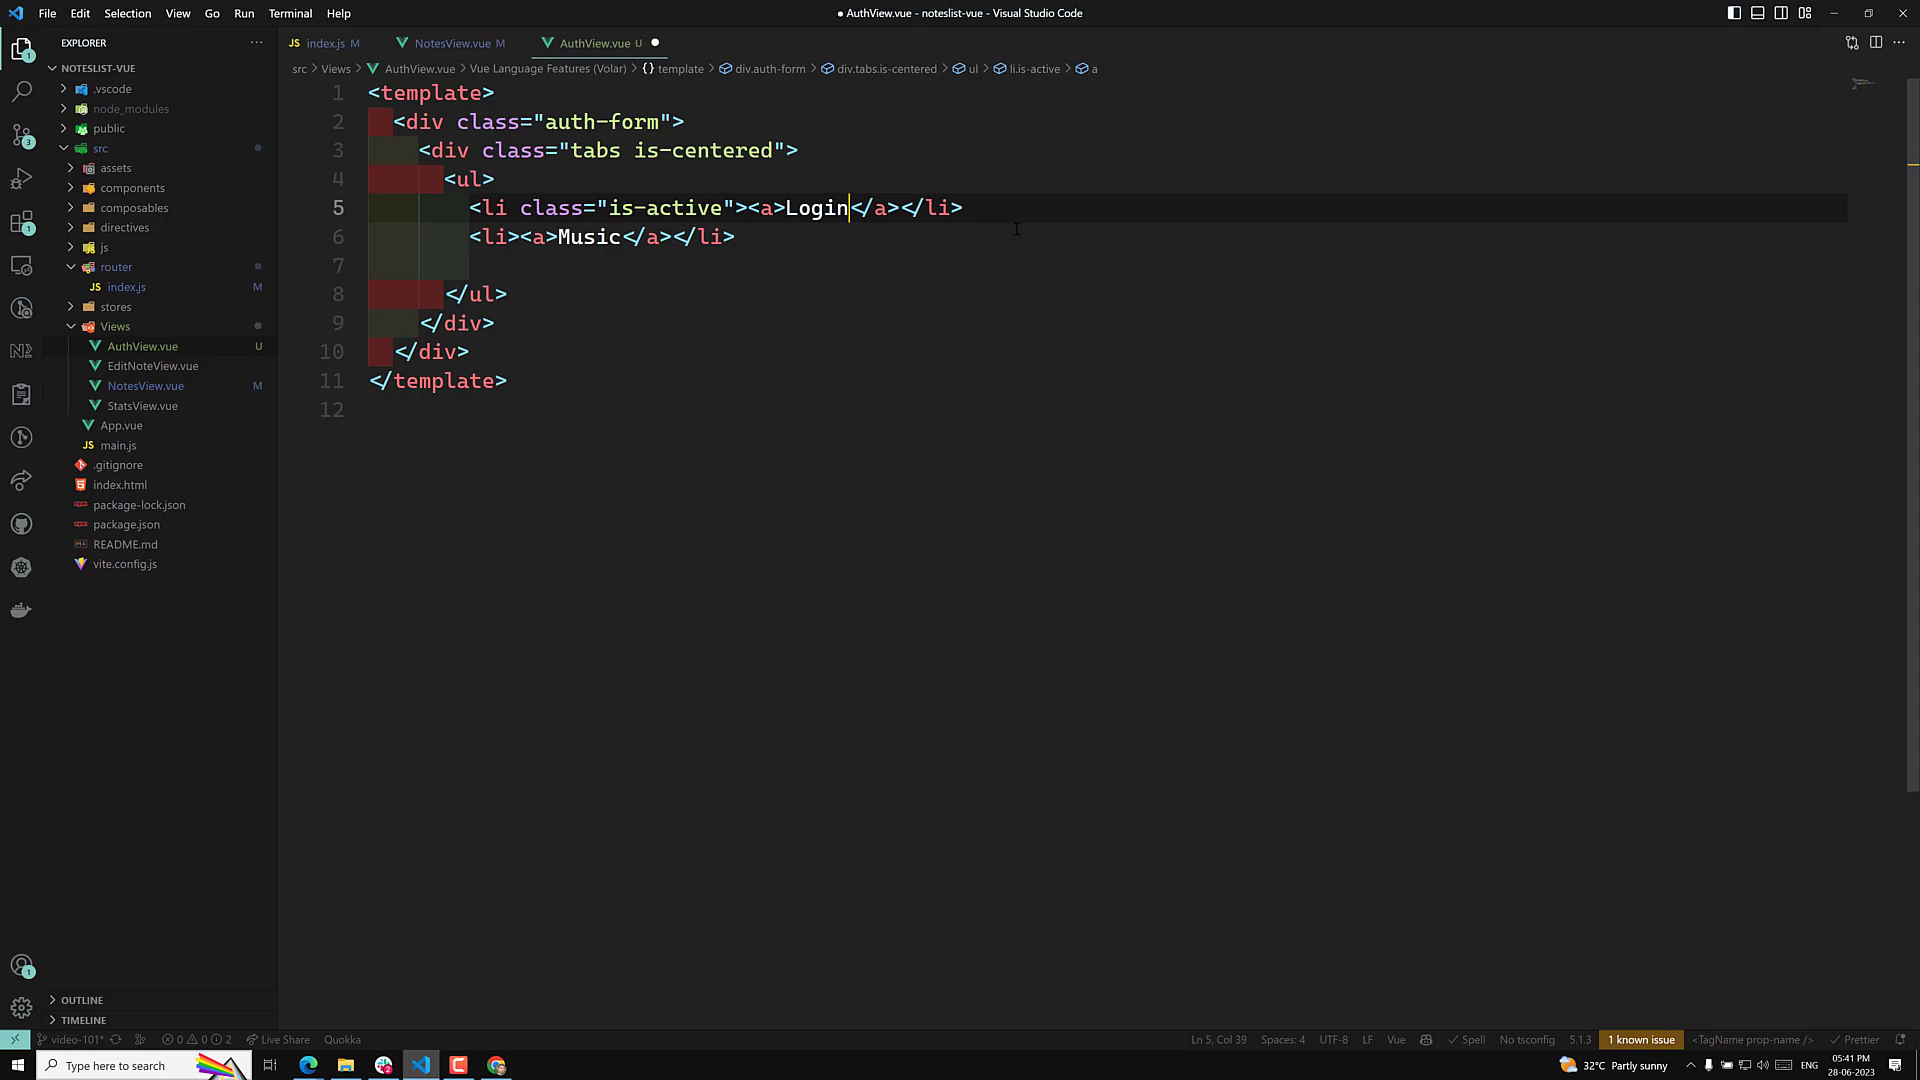 File Edit Selection View Go Run Terminal Help
● AuthView.vue - noteslist-vue - Visual Studio Code
EXPLORER
NOTESLIST-VUE
.vscode
node_modules
public
src
assets
components
composables
directives
js
router
JS index.js M
stores
Views
AuthView.vue U
EditNoteView.vue
NotesView.vue M
StatsView.vue
App.vue
JS main.js
.gitignore
index.html
package-lock.json
package.json
README.md
vite.config.js
OUTLINE
TIMELINE
JS index.js M
NotesView.vue M
AuthView.vue U
src > Views > AuthView.vue > Vue Language Features (Volar) > {} template > div.auth-form > div.tabs.is-centered > ul > li.is-active > a
1 <template>
2 <div class="auth-form">
3 <div class="tabs is-centered">
4 <ul>
5 <li class="is-active"><a>Login</a></li>
6 <li><a>Music</a></li>
7
8 </ul>
9 </div>
10 </div>
11 </template>
12
video-101* 0 0 2 Live Share Quokka
Ln 5, Col 39 Spaces: 4 UTF-8 LF Vue Spell No tsconfig 5.1.3 1 known issue <TagName prop-name /> Prettier
Type here to search
32°C Partly sunny
ENG
05:41 PM
28-06-2023